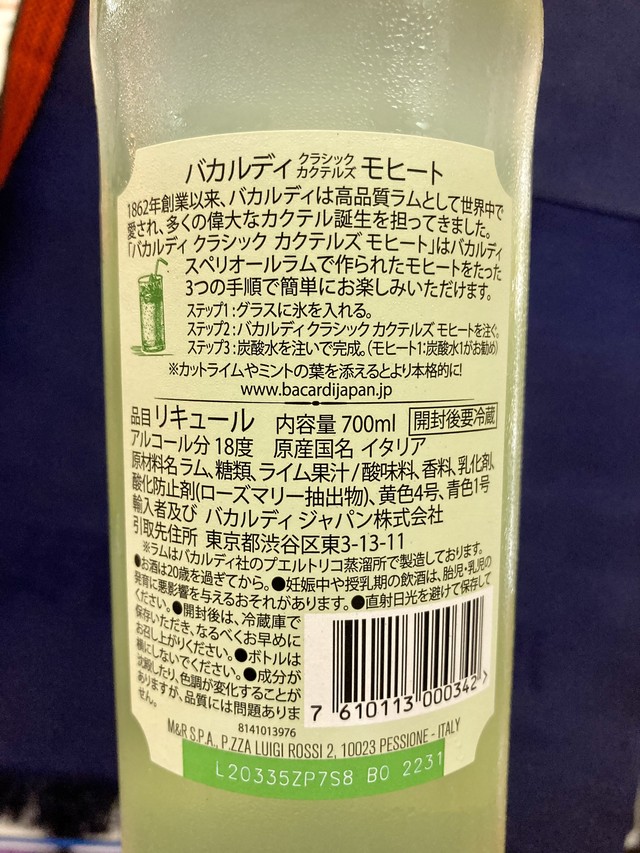 バカルディ クラシック カクテルズ モヒート
1862年創業以来、バカルディは高品質ラムとして世界中で
愛され、多くの偉大なカクテル誕生を担ってきました。
「バカルディ クラシック カクテルズ モヒート」はバカルディ
スペリオールラムで作られたモヒートをたった
3つの手順で簡単にお楽しみいただけます。
ステップ1:グラスに氷を入れる。
ステップ2:バカルディ クラシック カクテルズ モヒートを注ぐ。
ステップ3:炭酸水を注いで完成。(モヒート1:炭酸水1がお勧め)
※カットライムやミントの葉を添えるとより本格的に!
www.bacardijapan.jp
品目 リキュール 内容量 700ml 開封後要冷蔵
アルコール分 18度 原産国名 イタリア
原材料名 ラム、糖類、ライム果汁/酸味料、香料、乳化剤、
酸化防止剤(ローズマリー抽出物)、黄色4号、青色1号
輸入者及び バカルディ ジャパン株式会社
引取先住所 東京都渋谷区東3-13-11
※ラムはバカルディ社のプエルトリコ蒸溜所で製造しております。
●お酒は20歳を過ぎてから。●妊娠中や授乳期の飲酒は、胎児・乳児の
発育に悪影響を与えるおそれがあります。●直射日光を避けて保存して
ください。●開封後は、冷蔵庫で
保存いただき、なるべくお早めに
お召し上がりください。●ボトルは
横にしないでください。●成分が
沈殿したり、色調が変化することが
ありますが、品質には問題ありま
せん。
7 610113 000342
8141013976
M&R S.P.A., P.ZZA LUIGI ROSSI 2, 10023 PESSIONE - ITALY
L20335ZP7S8 BO 2231